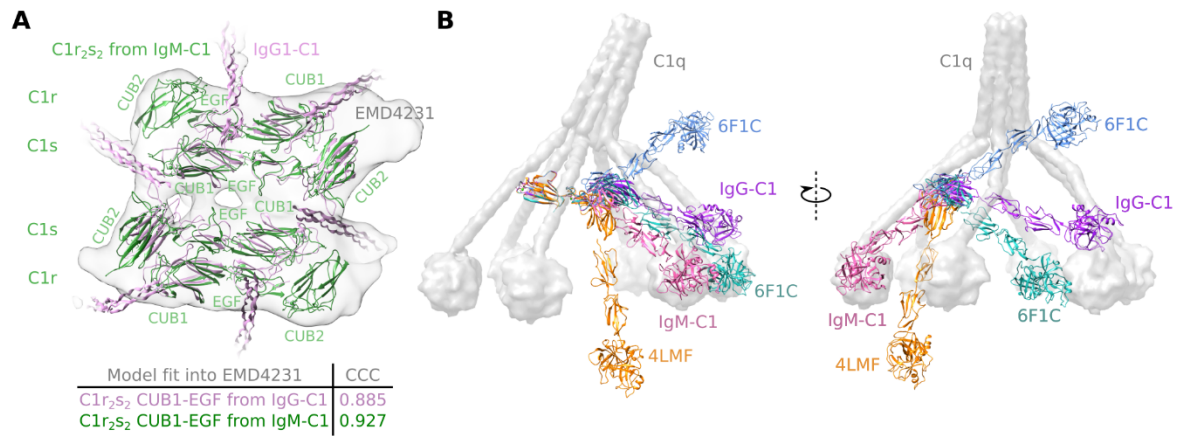 A
C1r₂s₂ from IgM-C1
IgG1-C1
CUB2
CUB1
C1r
EGF
EMD4231
C1s
CUB1
EGF
CUB2
CUB2
EGF
CUB1
C1s
C1r
CUB1
EGF
CUB2
Model fit into EMD4231 CCC
C1r₂s₂ CUB1-EGF from IgG-C1 0.885
C1r₂s₂ CUB1-EGF from IgM-C1 0.927
B
C1q
6F1C
IgG-C1
6F1C
IgM-C1
4LMF
C1q
6F1C
IgG-C1
IgM-C1
6F1C
4LMF